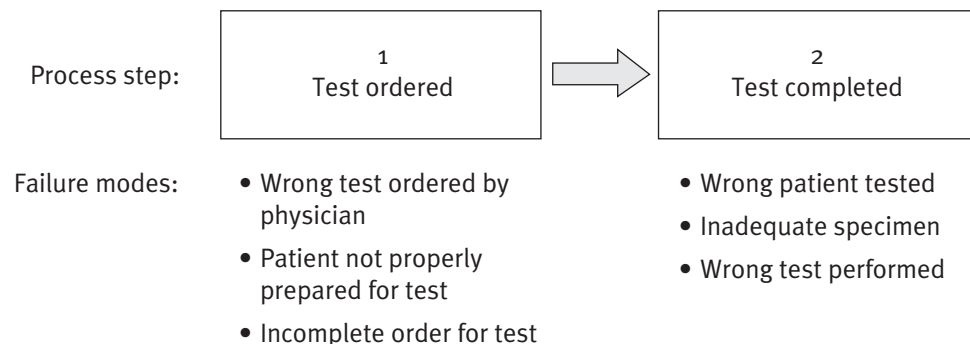 Process step:
1
Test ordered
2
Test completed
Failure modes:
• Wrong test ordered by
physician
• Patient not properly
prepared for test
• Incomplete order for test
• Wrong patient tested
• Inadequate specimen
• Wrong test performed